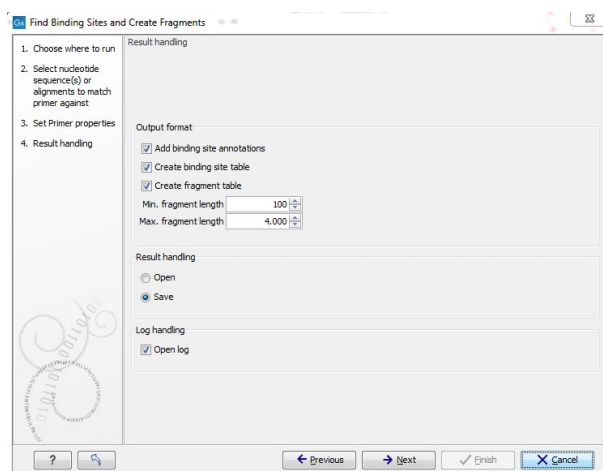 Gx Find Binding Sites and Create Fragments
1. Choose where to run
2. Select nucleotide
sequence(s) or
alignments to match
primer against
3. Set Primer properties
4. Result handling
Result handling
Output format
Add binding site annotations
Create binding site table
Create fragment table
Min. fragment length 100
Max. fragment length 4.000
Result handling
Open
Save
Log handling
Open log
? Previous Next Finish Cancel